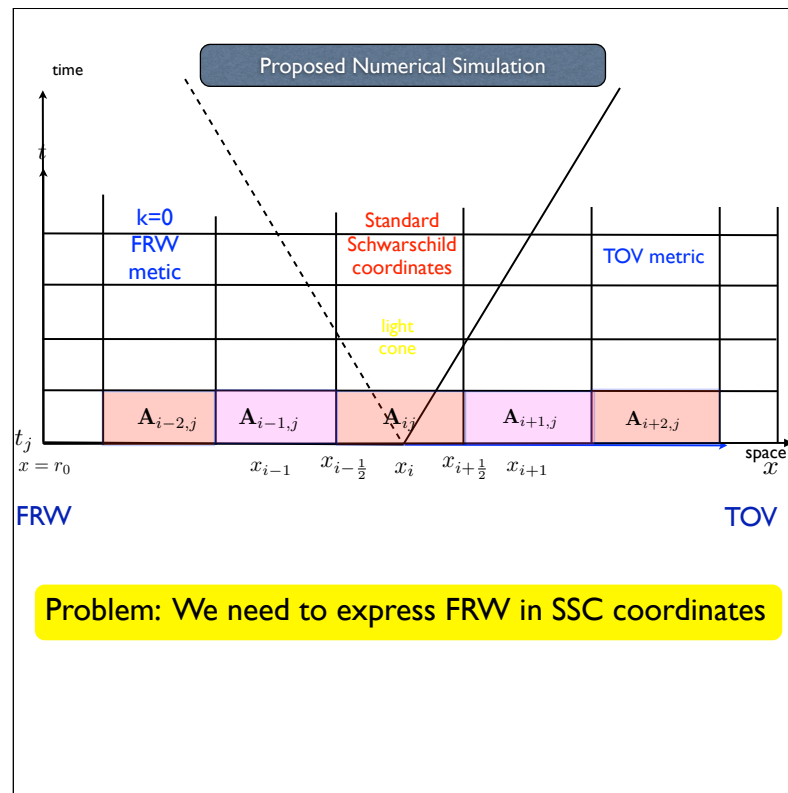 Proposed Numerical Simulation
time
t
k=0
FRW
metic
Standard
Schwarschild
coordinates
TOV metric
light
cone
A_{i-2,j} A_{i-1,j} A_{ij} A_{i+1,j} A_{i+2,j}
t_j
space
x = r_0 x_{i-1} x_{i-\frac{1}{2}} x_i x_{i+\frac{1}{2}} x_{i+1} x
FRW TOV
Problem: We need to express FRW in SSC coordinates